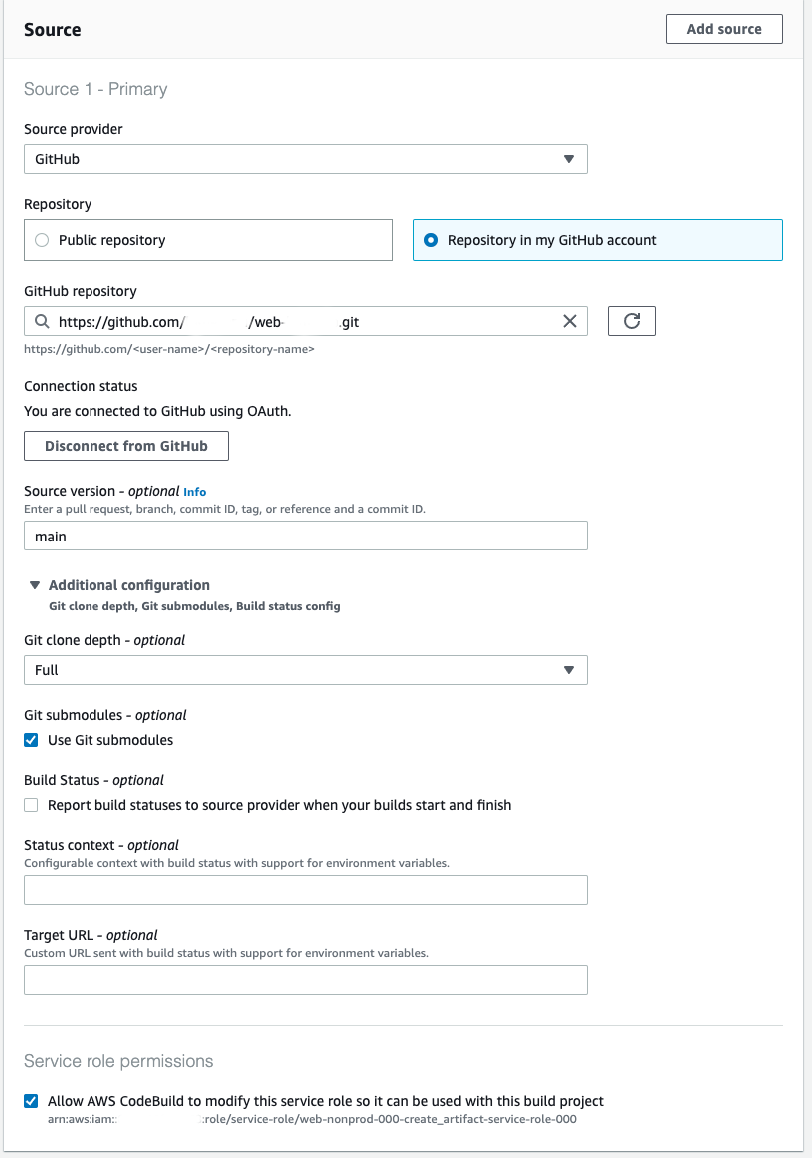 Source
Add source
Source 1 - Primary
Source provider
GitHub
Repository
Public repository
Repository in my GitHub account
GitHub repository
https://github.com/ /web- .git
https://github.com/<user-name>/<repository-name>
Connection status
You are connected to GitHub using OAuth.
Disconnect from GitHub
Source version - optional Info
Enter a pull request, branch, commit ID, tag, or reference and a commit ID.
main
Additional configuration
Git clone depth, Git submodules, Build status config
Git clone depth - optional
Full
Git submodules - optional
Use Git submodules
Build Status - optional
Report build statuses to source provider when your builds start and finish
Status context - optional
Configurable context with build status with support for environment variables.
Target URL - optional
Custom URL sent with build status with support for environment variables.
Service role permissions
Allow AWS CodeBuild to modify this service role so it can be used with this build project
arn:aws:iam:: :role/service-role/web-nonprod-000-create_artifact-service-role-000